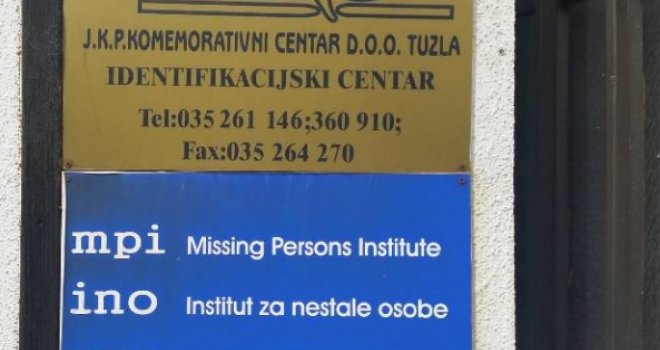 J.K.P.KOMEMORATIVNI CENTAR D.O.O. TUZLA
IDENTIFIKACIJSKI CENTAR
Tel:035 261 146;360 910;
Fax:035 264 270
mpi Missing Persons Institute
ino Institut za nestale osobe